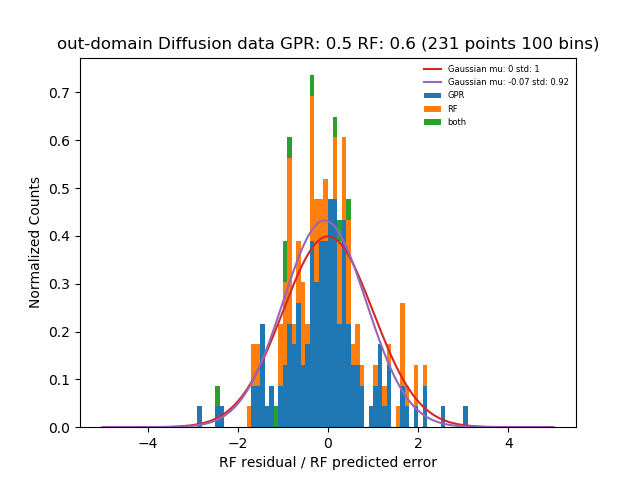 out-domain Diffusion data GPR: 0.5 RF: 0.6 (231 points 100 bins)
Gaussian mu: 0 std: 1
Gaussian mu: -0.07 std: 0.92
GPR
RF
both
Normalized Counts
0.7
0.6
0.5
0.4
0.3
0.2
0.1
0.0
−4 −2 0 2 4
RF residual / RF predicted error